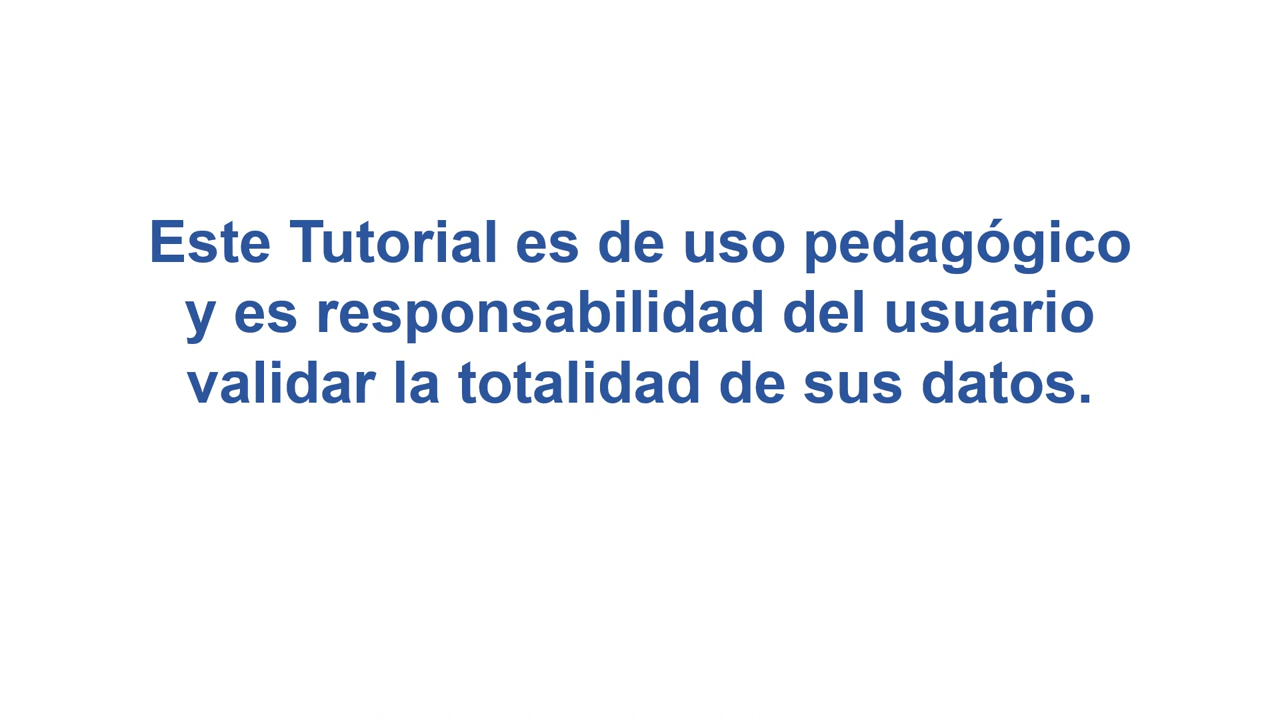 Este Tutorial es de uso pedagógico
y es responsabilidad del usuario
validar la totalidad de sus datos.